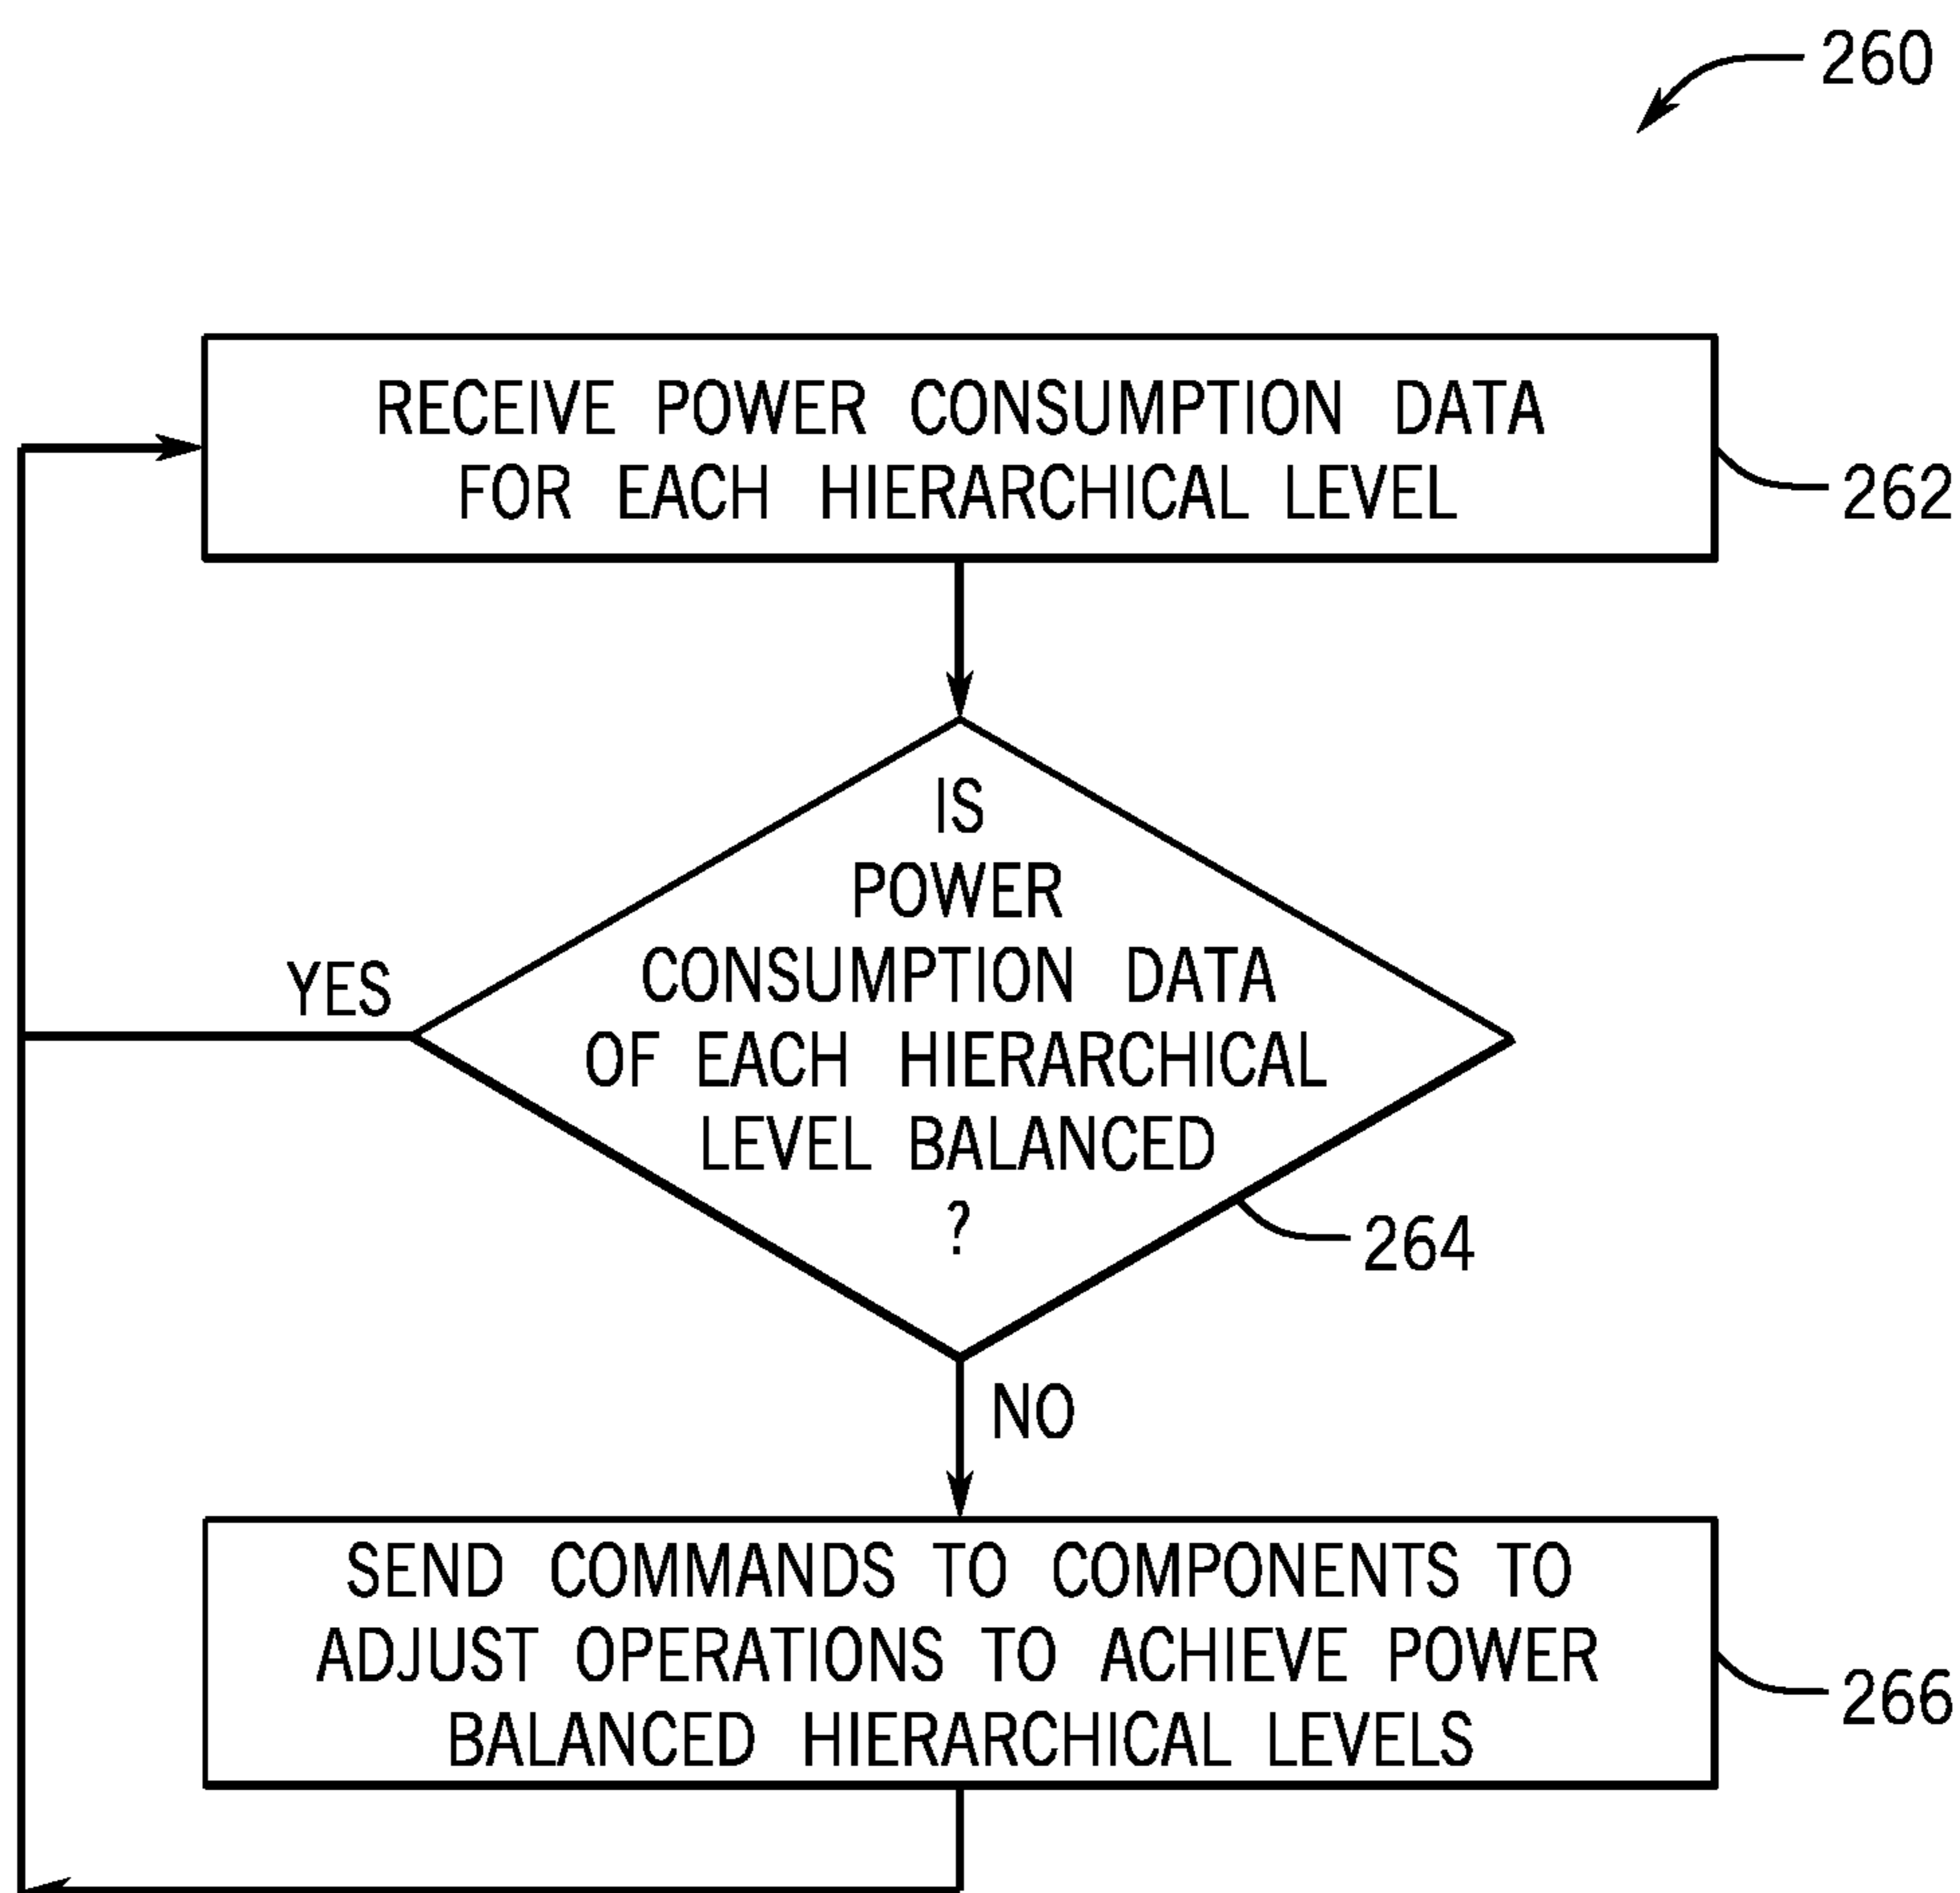 260
RECEIVE POWER CONSUMPTION DATA
FOR EACH HIERARCHICAL LEVEL
262
IS
POWER
CONSUMPTION DATA
OF EACH HIERARCHICAL
LEVEL BALANCED
?
YES
264
NO
SEND COMMANDS TO COMPONENTS TO
ADJUST OPERATIONS TO ACHIEVE POWER
BALANCED HIERARCHICAL LEVELS
266